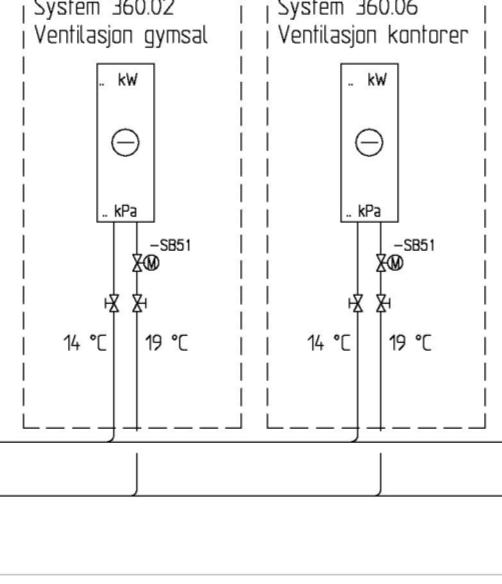 System 360.02
Ventilasjon gymsal
.. kW
.. kPa
-SB51
M
14 °C
19 °C
System 360.06
Ventilasjon kontorer
.. kW
.. kPa
-SB51
M
14 °C
19 °C